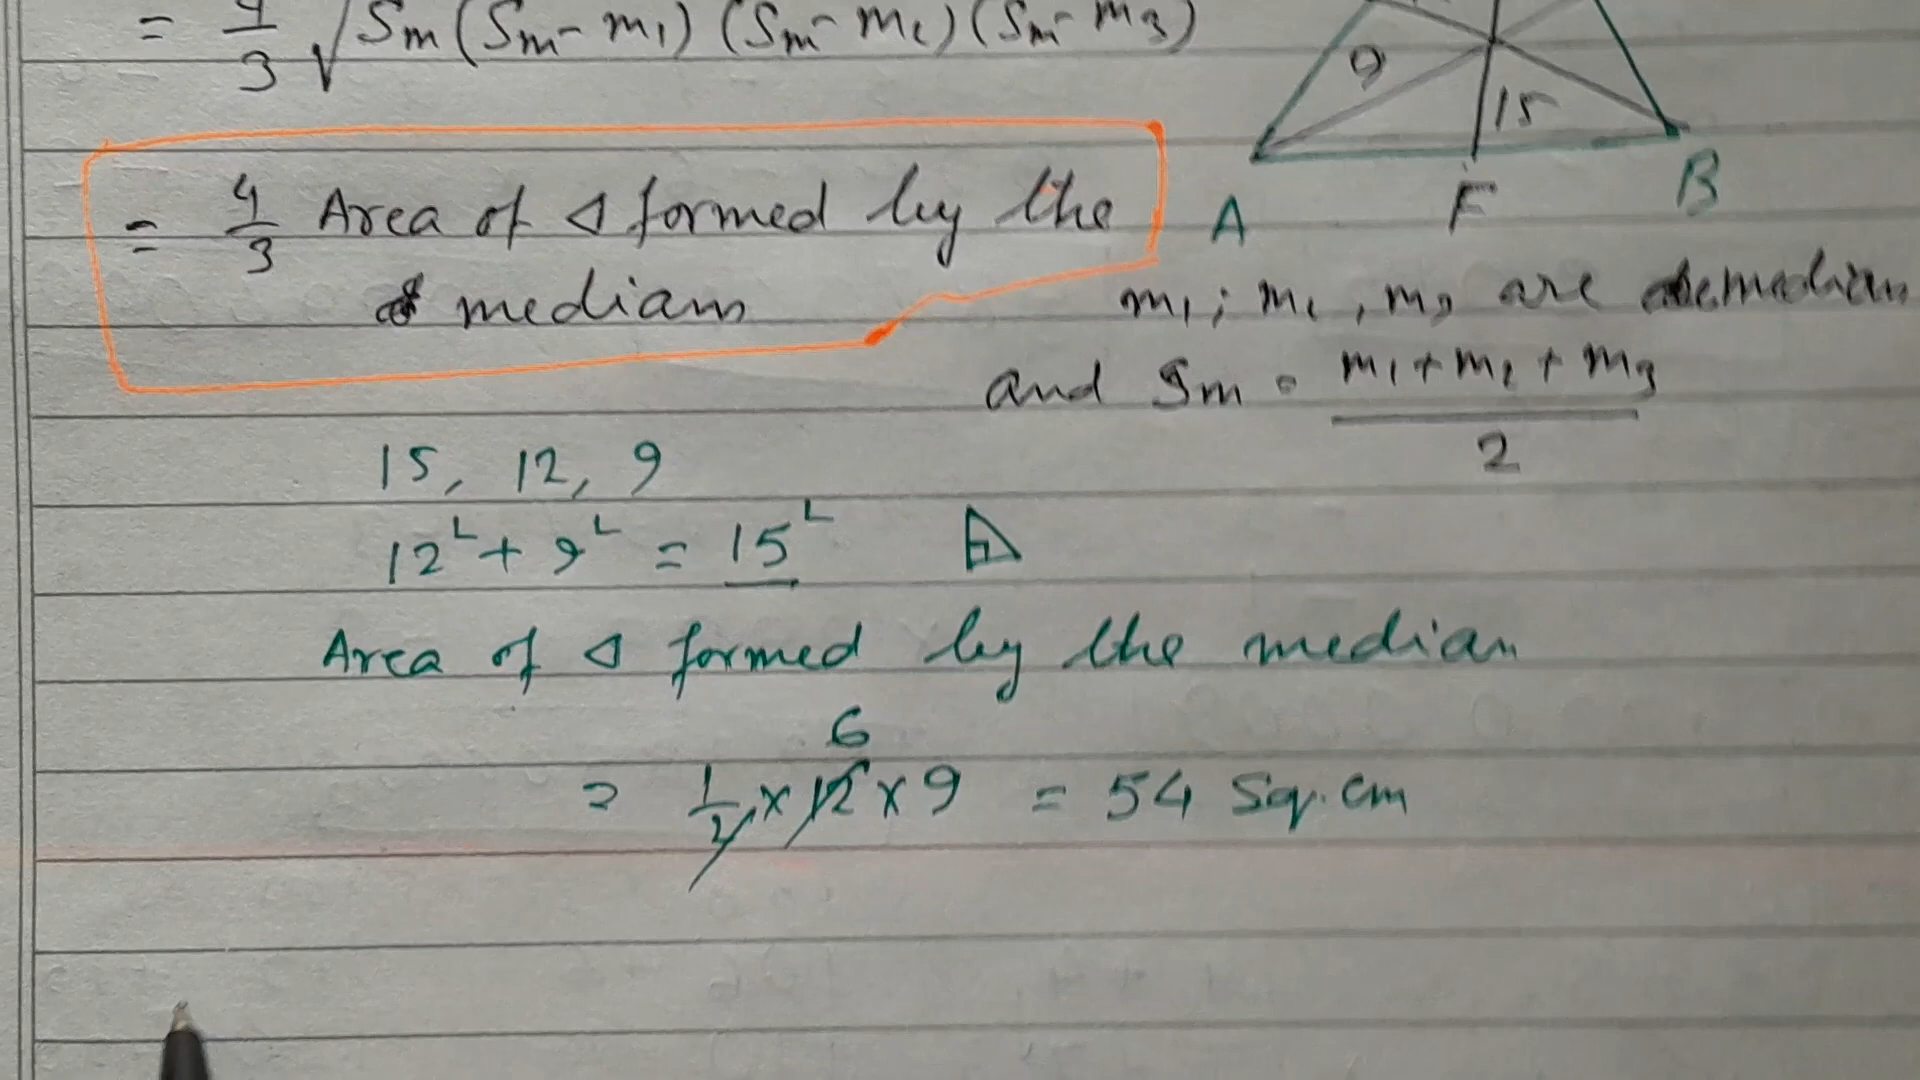 = 4/3 √Sm(Sm-m₁)(Sm-m₂)(Sm-m₃)
9
15
A F B
= 4/3 Area of △ formed by the
medians
m₁, m₂, m₃ are median
and Sm = (m₁+m₂+m₃)/2
15, 12, 9
12²+9² = 15²
Area of △ formed by the median
6
= 1/2 × 12 × 9 = 54 Sq. cm